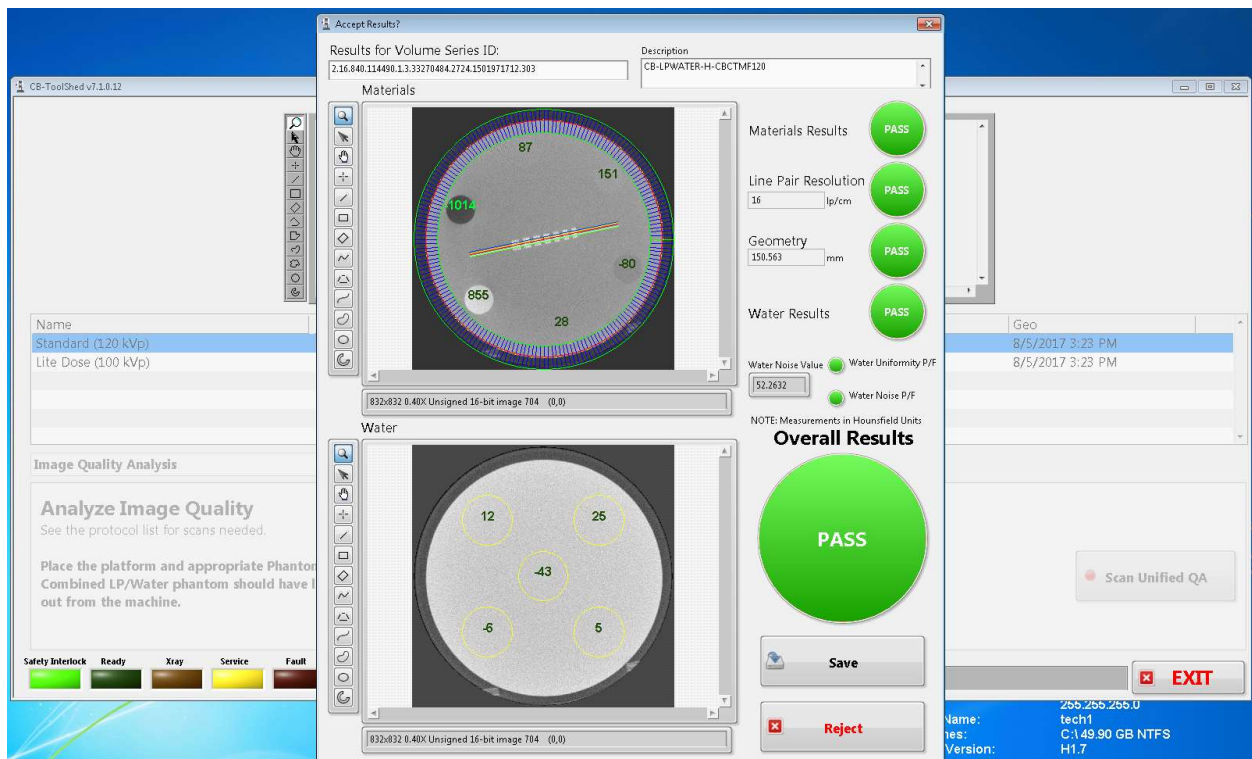 Accept Results?
Results for Volume Series ID:
2.16.840.114490.1.3.33270484.2724.1501971712.303
Description
CB-LPWATER-H-CBCTMF120
CB-ToolShed v7.1.0.12
Materials
87
151
1014
-80
855
28
832x832 0.40X Unsigned 16-bit image 704 (0,0)
Materials Results
PASS
Line Pair Resolution
16 lp/cm
PASS
Geometry
150.563 mm
PASS
Water Results
PASS
Water Noise Value
52.2632
Water Uniformity P/F
Water Noise P/F
NOTE: Measurements in Hounsfield Units
Overall Results
PASS
Water
12
25
-43
-6
5
832x832 0.40X Unsigned 16-bit image 704 (0,0)
Save
Reject
Name
Geo
Standard (120 kVp)
8/5/2017 3:23 PM
Lite Dose (100 kVp)
8/5/2017 3:23 PM
Image Quality Analysis
Analyze Image Quality
See the protocol list for scans needed.
Place the platform and appropriate Phanto
Combined LP/Water phantom should have l
out from the machine.
Scan Unified QA
Safety Interlock
Ready
Xray
Service
Fault
EXIT
255.255.255.0
Name: tech1
nes: C:\ 49.90 GB NTFS
Version: H1.7